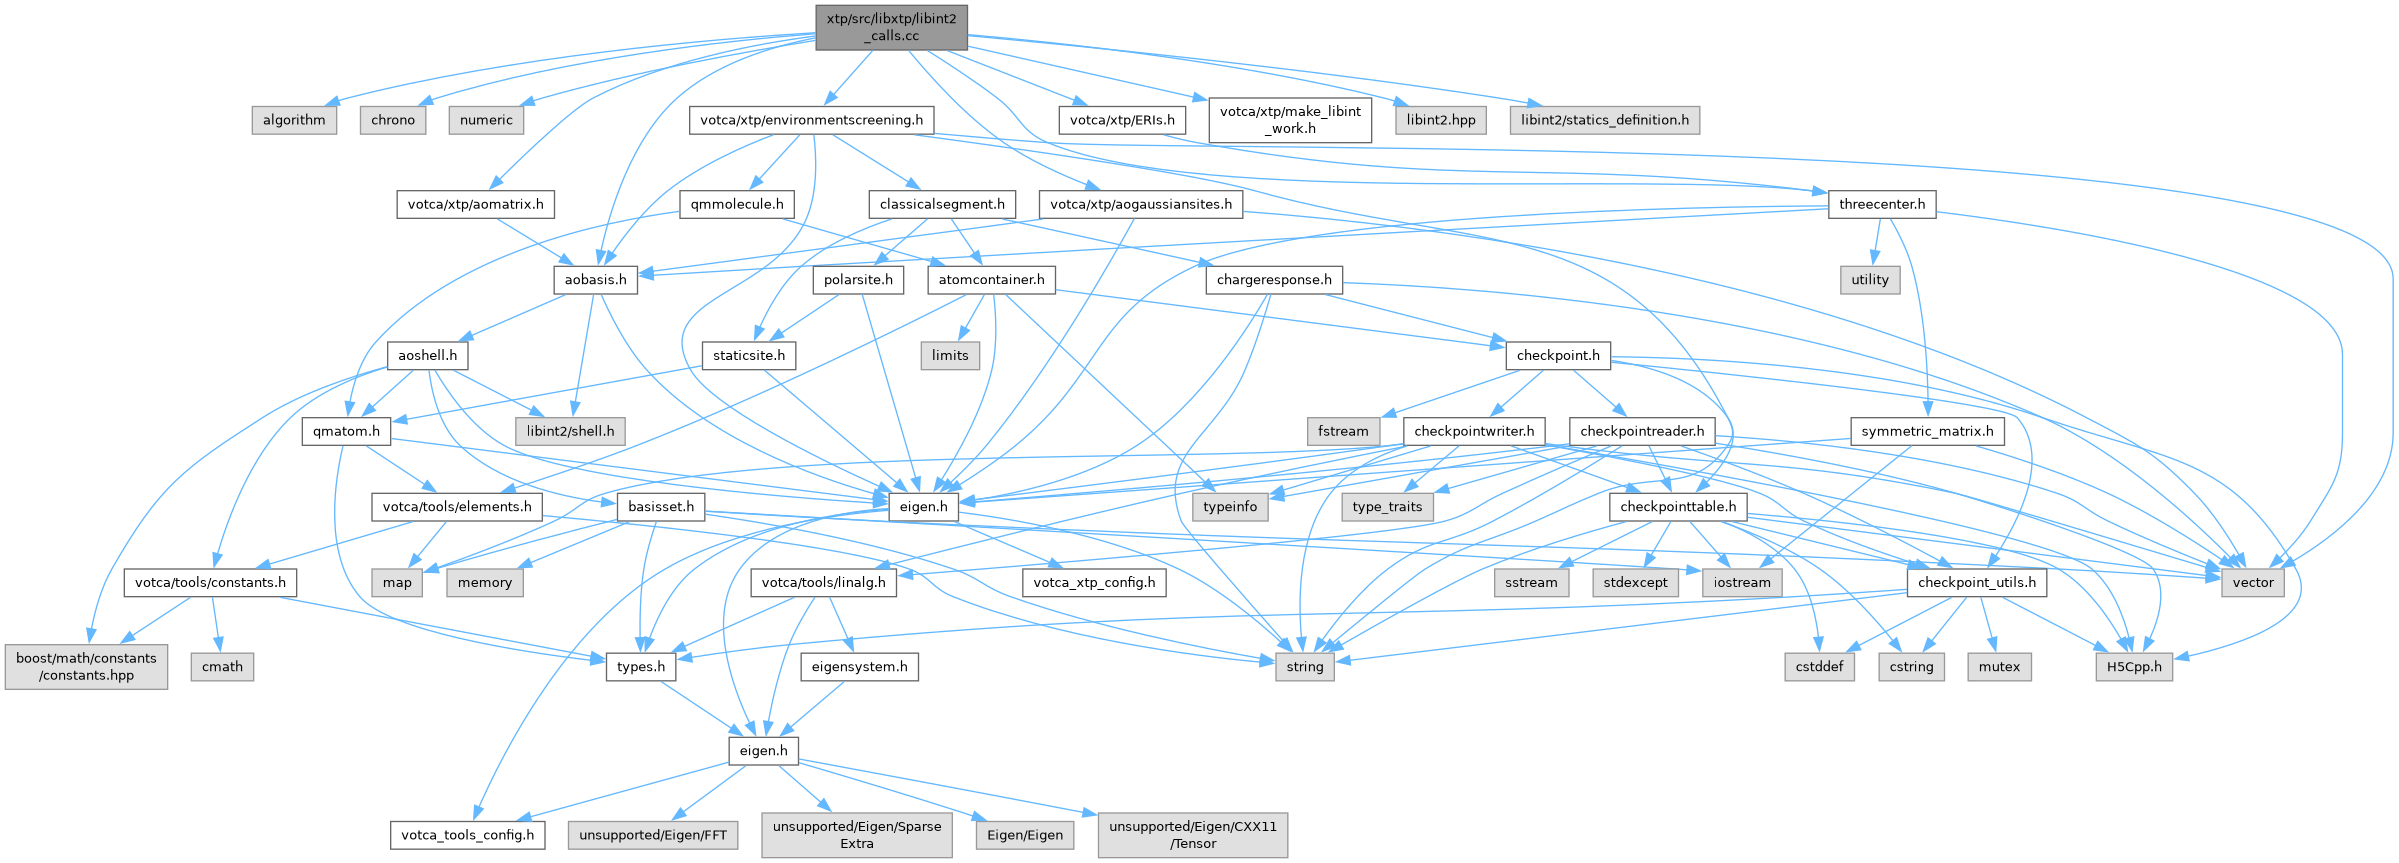 xtp/src/libxtp/libint2
_calls.cc
algorithm
chrono
numeric
votca/xtp/environmentscreening.h
votca/xtp/ERIs.h
votca/xtp/make_libint
_work.h
libint2.hpp
libint2/statics_definition.h
votca/xtp/aomatrix.h
qmmolecule.h
classicalsegment.h
votca/xtp/aogaussiansites.h
threecenter.h
aobasis.h
polarsite.h
atomcontainer.h
chargeresponse.h
utility
aoshell.h
staticsite.h
limits
checkpoint.h
qmatom.h
libint2/shell.h
fstream
checkpointwriter.h
checkpointreader.h
symmetric_matrix.h
votca/tools/elements.h
basisset.h
eigen.h
typeinfo
type_traits
checkpointtable.h
votca/tools/constants.h
map
memory
votca/tools/linalg.h
votca_xtp_config.h
sstream
stdexcept
iostream
checkpoint_utils.h
vector
boost/math/constants
/constants.hpp
cmath
types.h
eigensystem.h
string
cstddef
cstring
mutex
H5Cpp.h
eigen.h
votca_tools_config.h
unsupported/Eigen/FFT
unsupported/Eigen/Sparse
Extra
Eigen/Eigen
unsupported/Eigen/CXX11
/Tensor